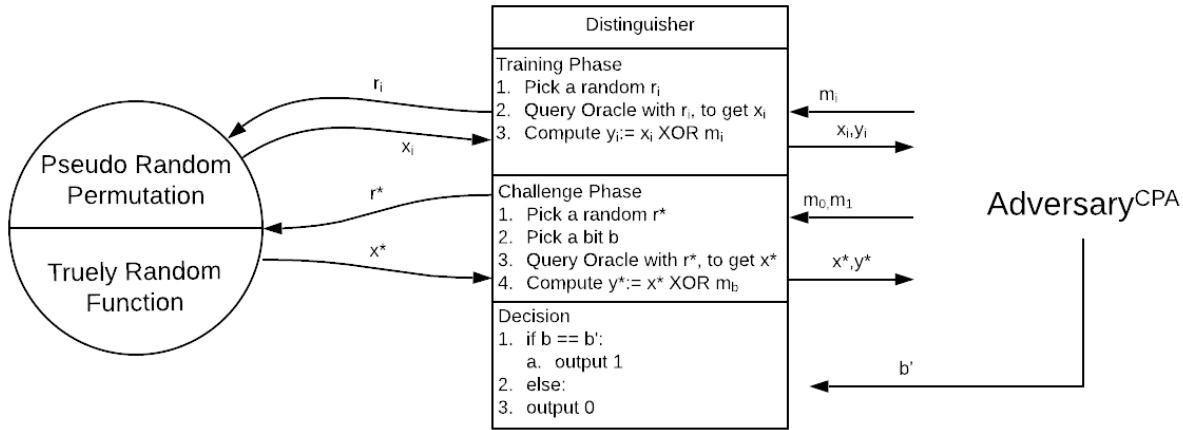 Distinguisher
Training Phase
1. Pick a random rᵢ
2. Query Oracle with rᵢ, to get xᵢ
3. Compute yᵢ:= xᵢ XOR mᵢ
Challenge Phase
1. Pick a random r*
2. Pick a bit b
3. Query Oracle with r*, to get x*
4. Compute y*:= x* XOR m_b
Decision
1. if b == b':
a. output 1
2. else:
3. output 0
Pseudo Random
Permutation
Truely Random
Function
rᵢ
xᵢ
r*
x*
mᵢ
xᵢ,yᵢ
m₀,m₁
x*,y*
b'
Adversary^CPA